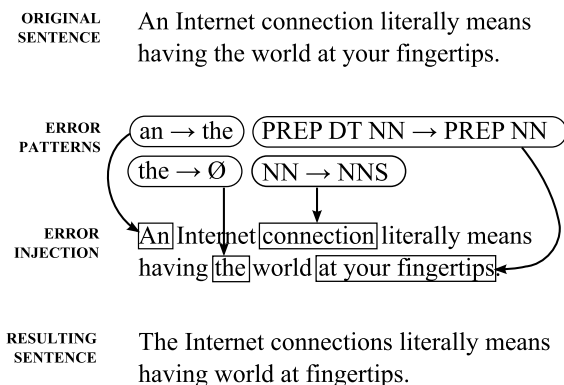 ORIGINAL
SENTENCE
An Internet connection literally means
having the world at your fingertips.
ERROR
PATTERNS
an → the
PREP DT NN → PREP NN
the → Ø
NN → NNS
ERROR
INJECTION
An Internet connection literally means
having the world at your fingertips.
RESULTING
SENTENCE
The Internet connections literally means
having world at fingertips.